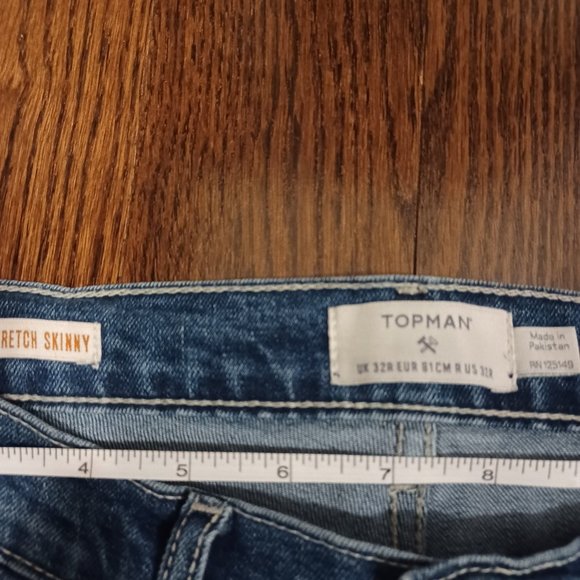 RETCH SKINNY
TOPMAN
UK 32R EUR 81CM R US 32R
Made in
Pakistan
RN 125149
4 5 6 7 8